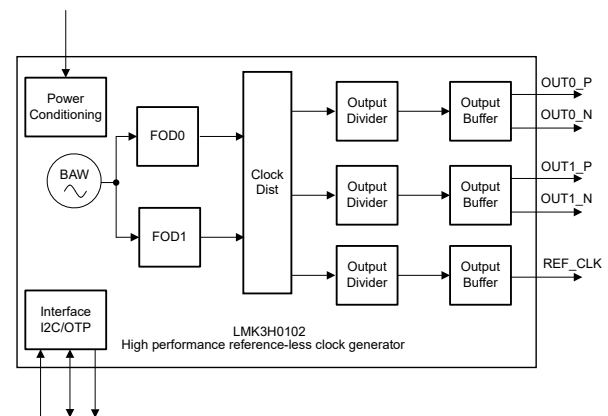 Power
Conditioning
BAW
FOD0
FOD1
Clock
Dist
Output
Divider
Output
Buffer
OUT0_P
OUT0_N
Output
Divider
Output
Buffer
OUT1_P
OUT1_N
Output
Divider
Output
Buffer
REF_CLK
Interface
I2C/OTP
LMK3H0102
High performance reference-less clock generator